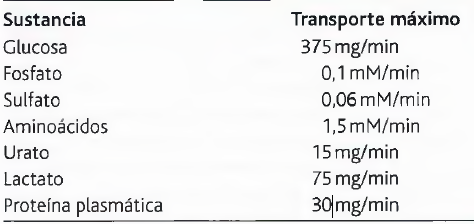 Sustancia Transporte máximo
Glucosa 375 mg/min
Fosfato 0,1 mM/min
Sulfato 0,06 mM/min
Aminoácidos 1,5 mM/min
Urato 15 mg/min
Lactato 75 mg/min
Proteína plasmática 30 mg/min